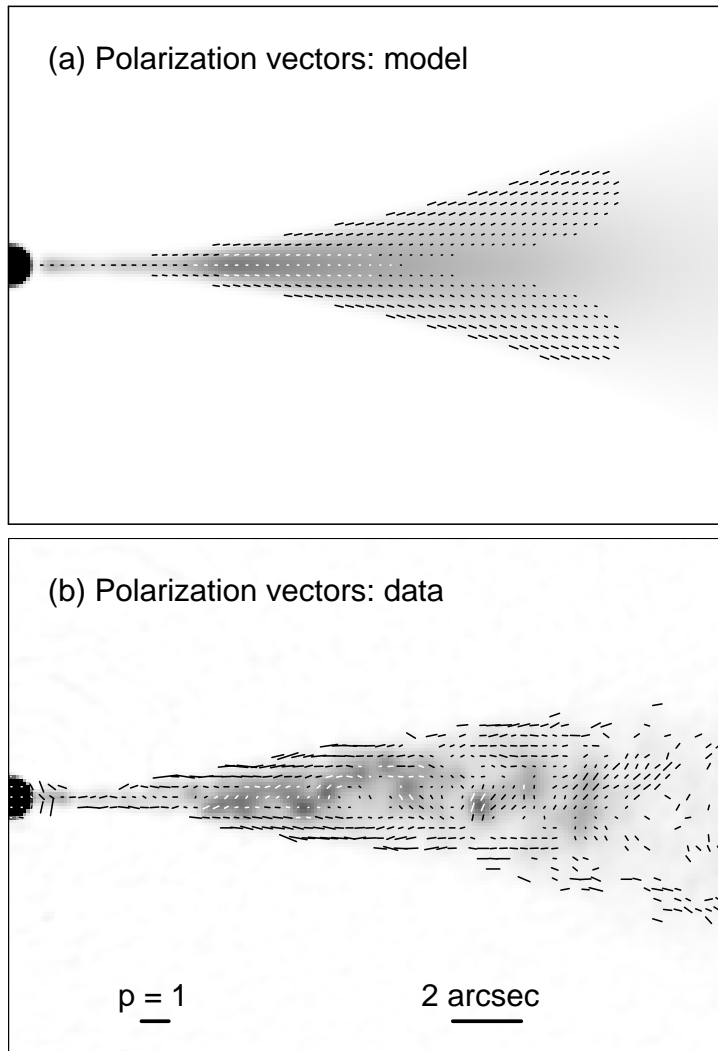 (a) Polarization vectors: model
(b) Polarization vectors: data
p = 1
2 arcsec